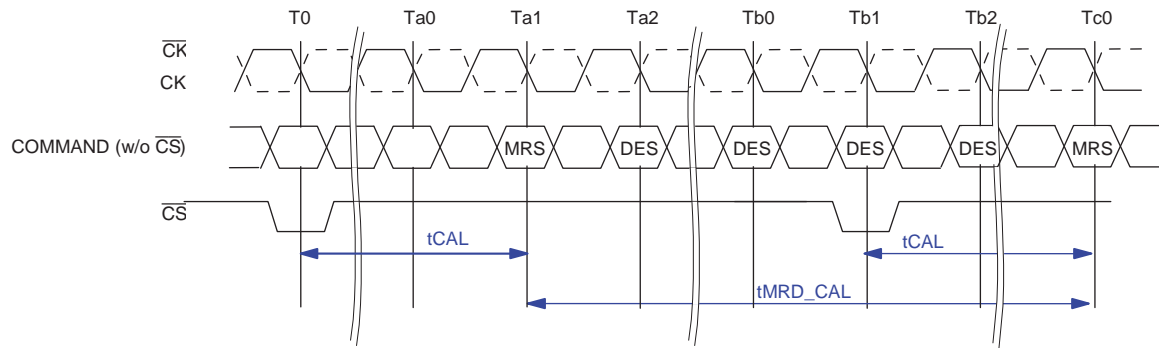 T0 Ta0 Ta1 Ta2 Tb0 Tb1 Tb2 Tc0
CK
CK
COMMAND (w/o CS)
MRS DES DES DES DES MRS
CS
tCAL tCAL
tMRD_CAL